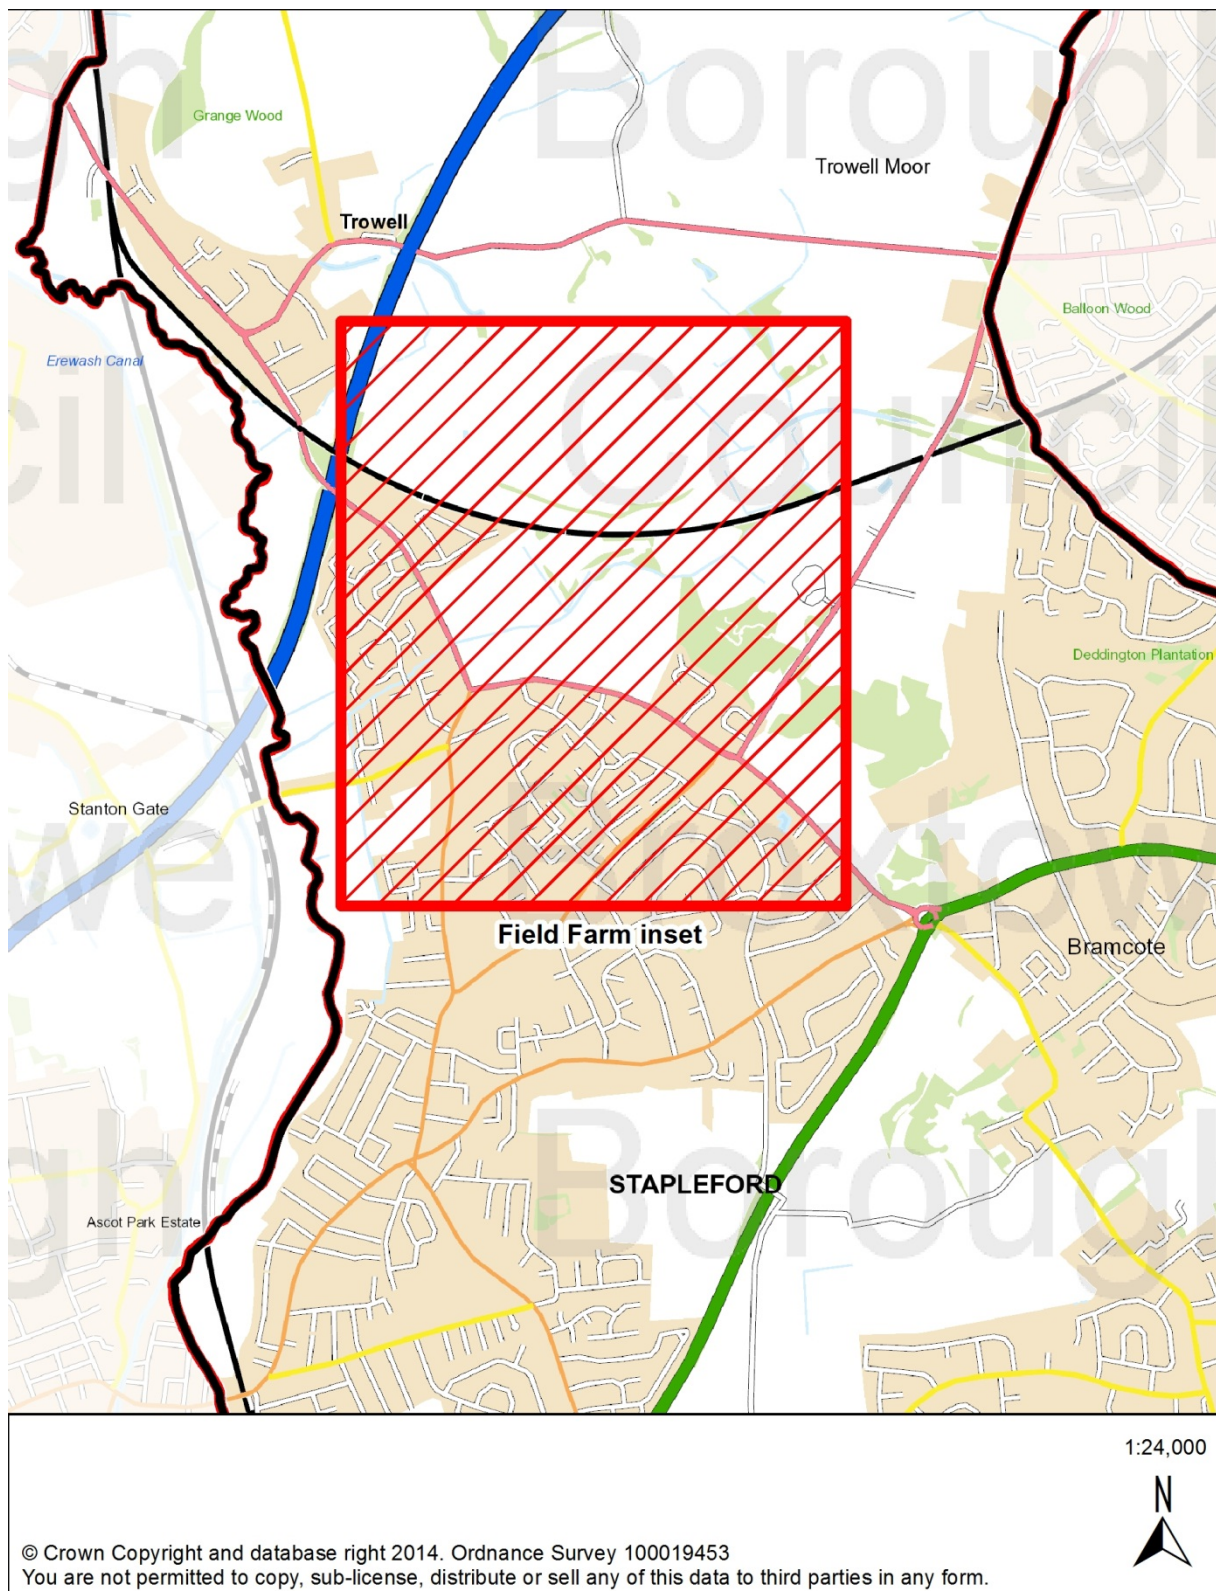 Borough
Grange Wood
Trowell Moor
Trowell
Balloon Wood
Erewash Canal
Council
Deddington Plantation
Stanton Gate
Broxtowe
Field Farm inset
Bramcote
Borough
STAPLEFORD
Ascot Park Estate
1:24,000
N
© Crown Copyright and database right 2014. Ordnance Survey 100019453
You are not permitted to copy, sub-license, distribute or sell any of this data to third parties in any form.